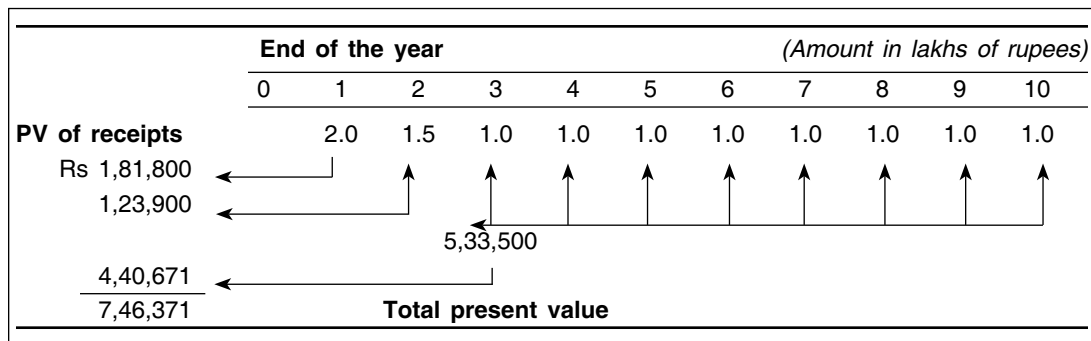 End of the year (Amount in lakhs of rupees)
0 1 2 3 4 5 6 7 8 9 10
PV of receipts 2.0 1.5 1.0 1.0 1.0 1.0 1.0 1.0 1.0 1.0
Rs 1,81,800
1,23,900
5,33,500
4,40,671
7,46,371 Total present value